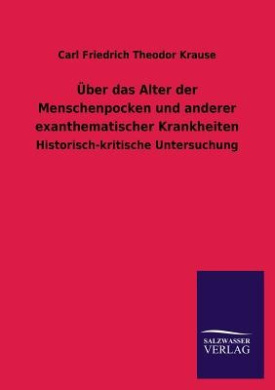 Carl Friedrich Theodor Krause
Über das Alter der
Menschenpocken und anderer
exanthematischer Krankheiten
Historisch-kritische Untersuchung
SALZWASSER
VERLAG